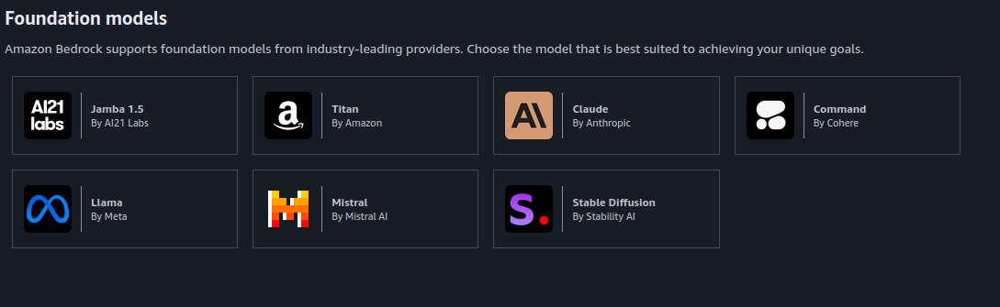 Foundation models
Amazon Bedrock supports foundation models from industry-leading providers. Choose the model that is best suited to achieving your unique goals.
AI21
labs
Jamba 1.5
By AI21 Labs
a
Titan
By Amazon
A\
Claude
By Anthropic
Command
By Cohere
Llama
By Meta
Mistral
By Mistral AI
S.
Stable Diffusion
By Stability AI